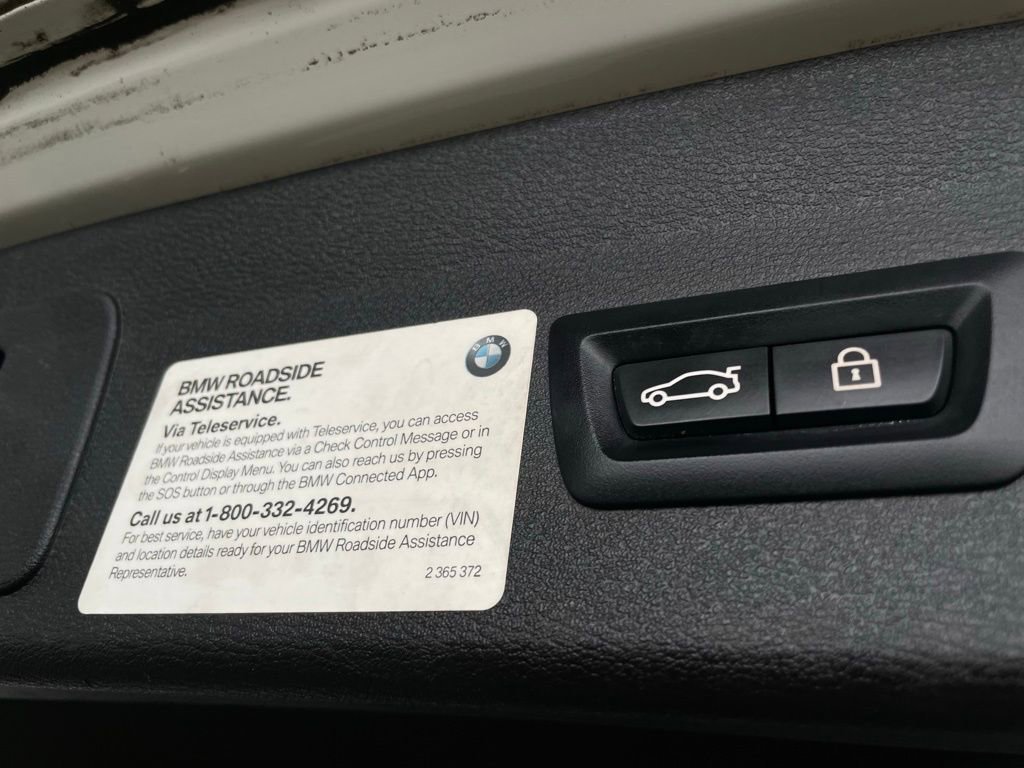 BMW
BMW ROADSIDE
ASSISTANCE.
Via Teleservice.
If your vehicle is equipped with Teleservice, you can access
BMW Roadside Assistance via a Check Control Message or in
the Control Display Menu. You can also reach us by pressing
the SOS button or through the BMW Connected App.
Call us at 1-800-332-4269.
For best service, have your vehicle identification number (VIN)
and location details ready for your BMW Roadside Assistance
Representative.
2 365 372